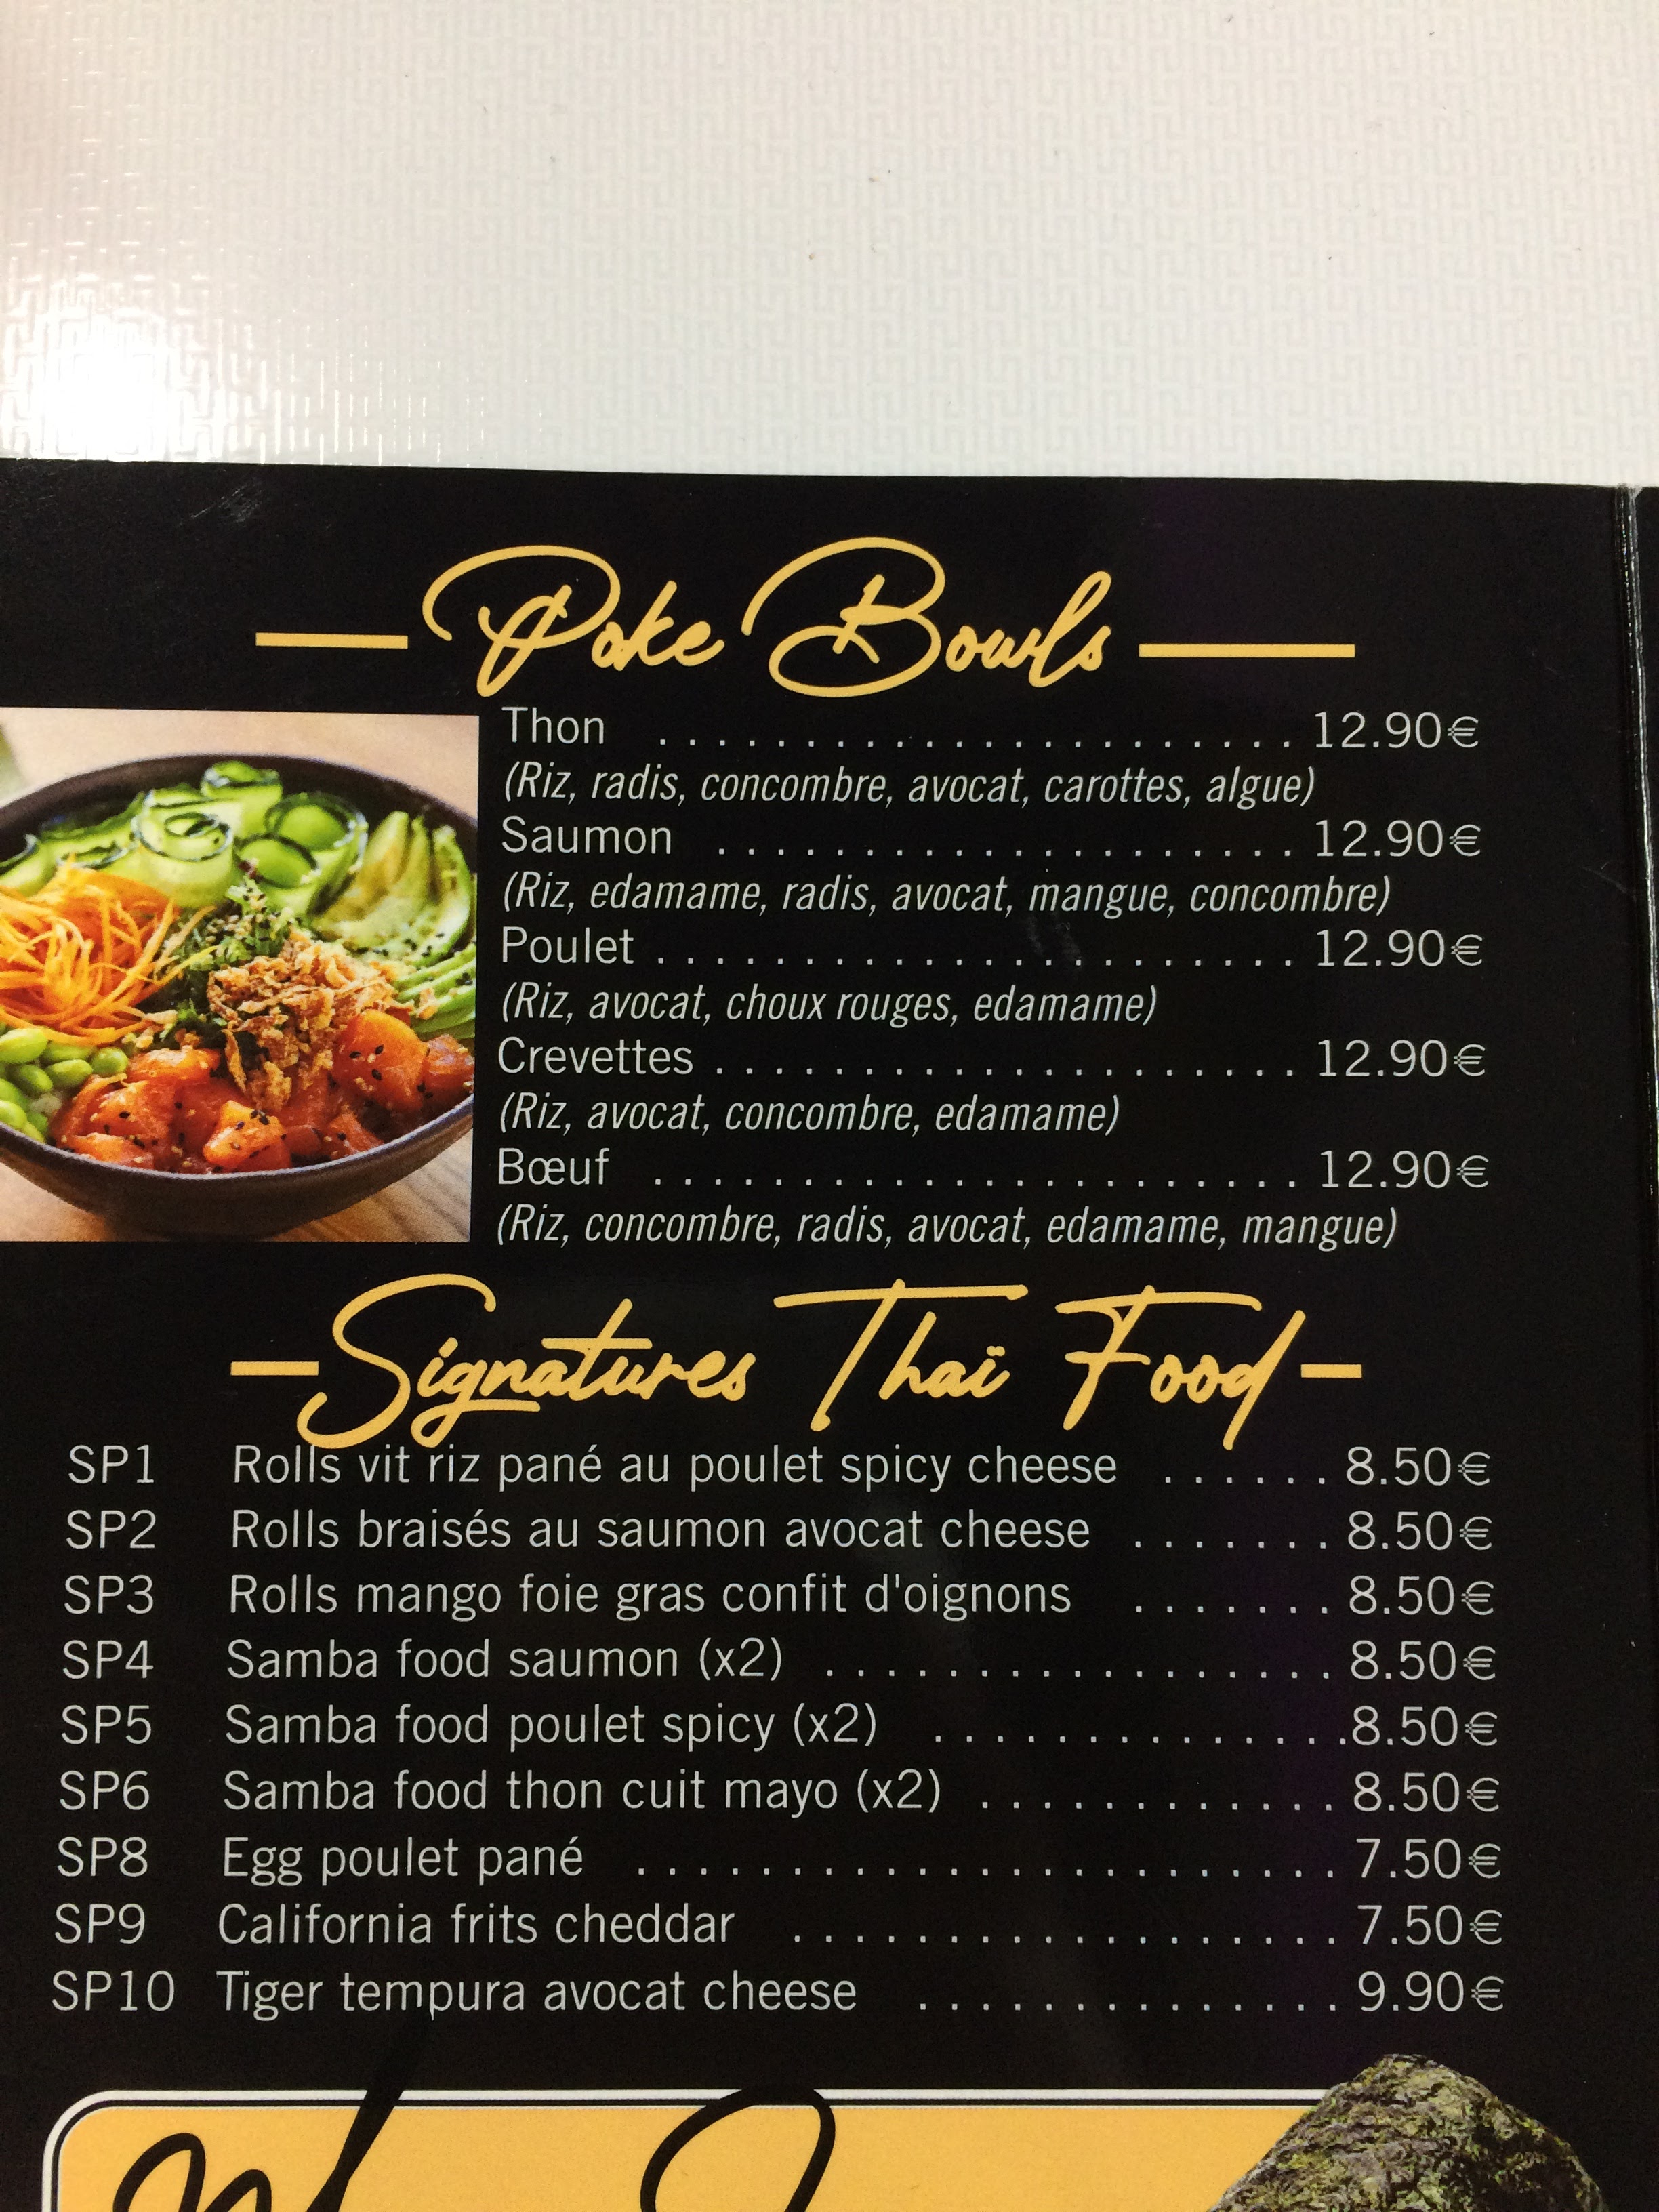 Poke Bowls
Thon ........................ 12.90€
(Riz, radis, concombre, avocat, carottes, algue)
Saumon .................... 12.90€
(Riz, edamame, radis, avocat, mangue, concombre)
Poulet ...................... 12.90€
(Riz, avocat, choux rouges, edamame)
Crevettes .................... 12.90€
(Riz, avocat, concombre, edamame)
Bœuf ...................... 12.90€
(Riz, concombre, radis, avocat, edamame, mangue)
Signatures Thaï Food
SP1 Rolls vit riz pané au poulet spicy cheese ...... 8.50€
SP2 Rolls braisés au saumon avocat cheese ....... 8.50€
SP3 Rolls mango foie gras confit d'oignons ....... 8.50€
SP4 Samba food saumon (x2) .................. 8.50€
SP5 Samba food poulet spicy (x2) ...............8.50€
SP6 Samba food thon cuit mayo (x2) ............ 8.50€
SP8 Egg poulet pané ........................ 7.50€
SP9 California frits cheddar ................... 7.50€
SP10 Tiger tempura avocat cheese ............... 9.90€